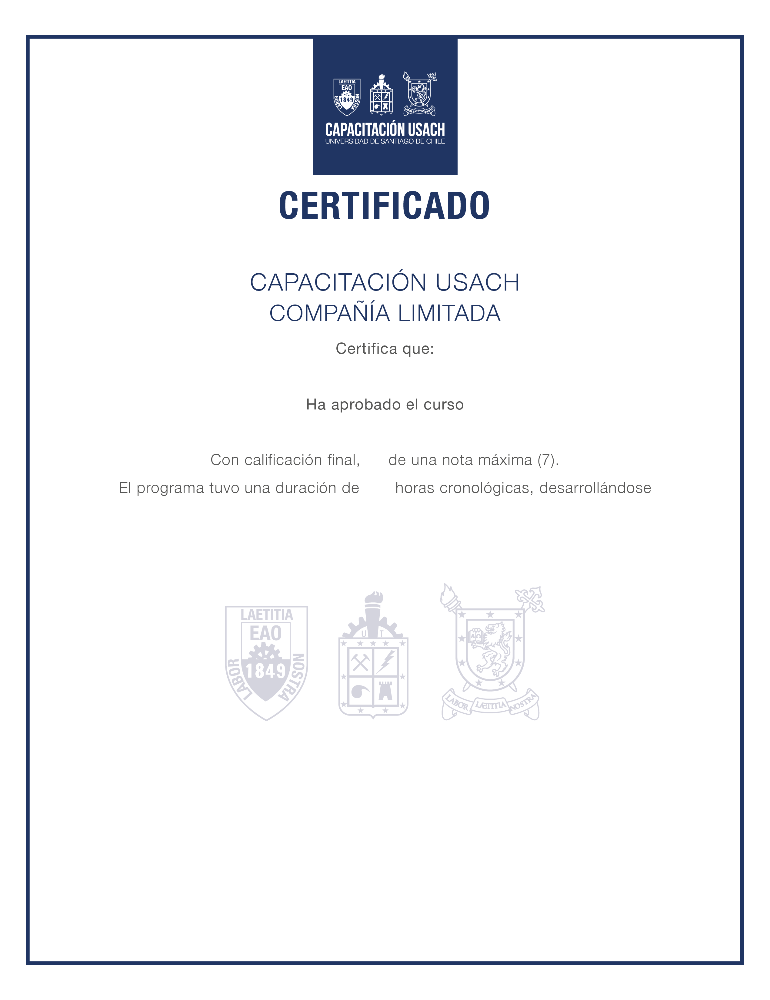 LAETITIA
EAO
1849
LABOR
NOSTRA
U T
LABOR LÆTITIA NOSTRA
CAPACITACIÓN USACH
UNIVERSIDAD DE SANTIAGO DE CHILE
CERTIFICADO
CAPACITACIÓN USACH
COMPAÑÍA LIMITADA
Certifica que:
Ha aprobado el curso
Con calificación final, de una nota máxima (7).
El programa tuvo una duración de horas cronológicas, desarrollándose
LAETITIA
EAO
1849
LABOR
NOSTRA
U T
A Ω
LABOR LÆTITIA NOSTRA